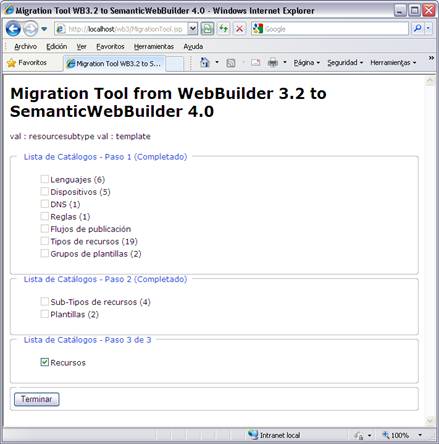 Migration Tool WB3.2 to SemanticWebBuilder 4.0 - Windows Internet Explorer
http://localhost/wb3/MigrationTool.jsp
Google
Archivo Edición Ver Favoritos Herramientas Ayuda
Favoritos Migration Tool WB3.2 to S... Página Seguridad Herramientas
Migration Tool from WebBuilder 3.2 to
SemanticWebBuilder 4.0
val : resourcesubtype val : template
Lista de Catálogos - Paso 1 (Completado)
Lenguajes (6)
Dispositivos (5)
DNS (1)
Reglas (1)
Flujos de publicación
Tipos de recursos (19)
Grupos de plantillas (2)
Lista de Catálogos - Paso 2 (Completado)
Sub-Tipos de recursos (4)
Plantillas (2)
Lista de Catálogos - Paso 3 de 3
Recursos
Terminar
Intranet local 100%